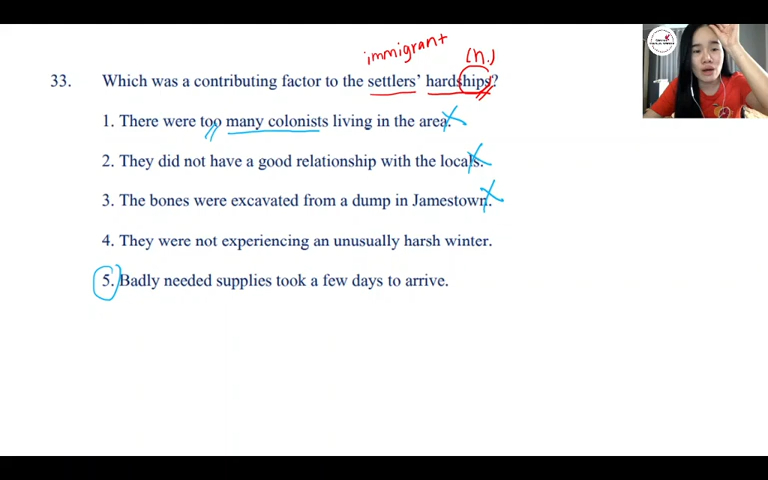 immigrant
(n.)
33. Which was a contributing factor to the settlers' hardships?
1. There were too many colonists living in the area.
2. They did not have a good relationship with the locals.
3. The bones were excavated from a dump in Jamestown.
4. They were not experiencing an unusually harsh winter.
5. Badly needed supplies took a few days to arrive.